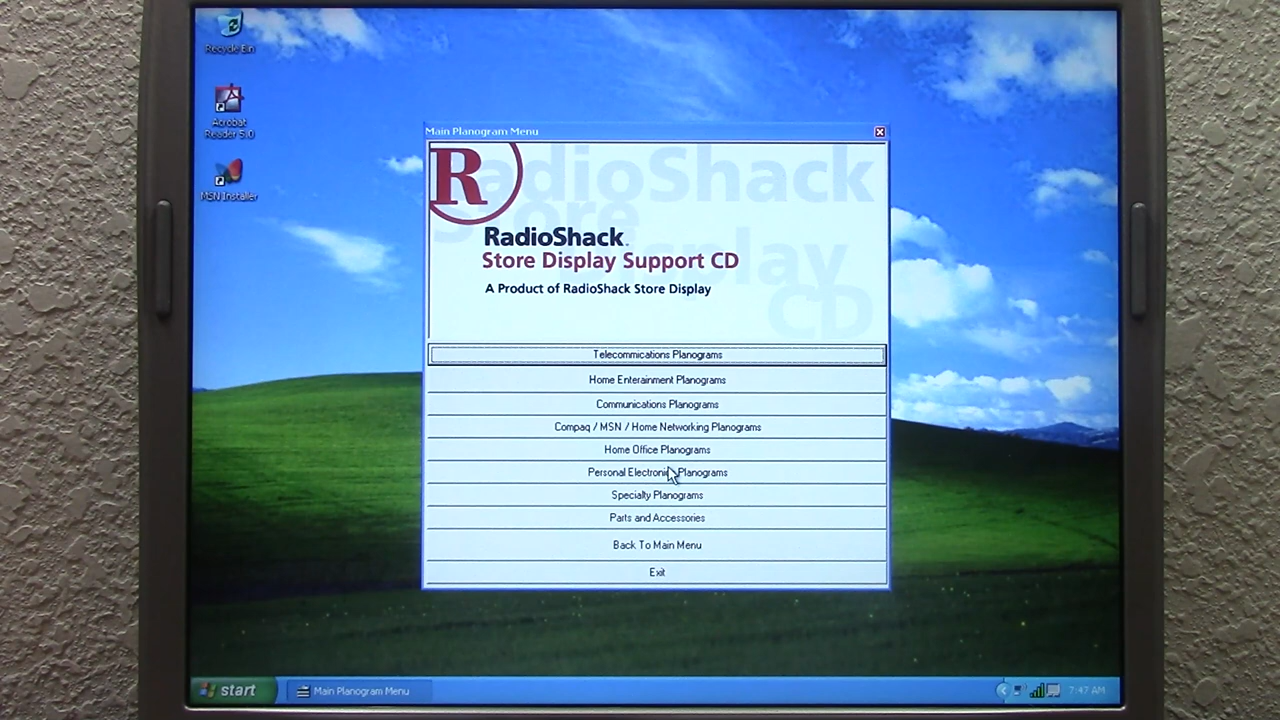 Recycle Bin
Acrobat
Reader 5.0
MSN Installer
Main Planogram Menu
RadioShack
Store
Display
CD
R
RadioShack
Store Display Support CD
A Product of RadioShack Store Display
Telecommications Planograms
Home Enterainment Planograms
Communications Planograms
Compaq / MSN / Home Networking Planograms
Home Office Planograms
Personal Electronic Planograms
Specialty Planograms
Parts and Accessories
Back To Main Menu
Exit
start
Main Planogram Menu
7:47 AM